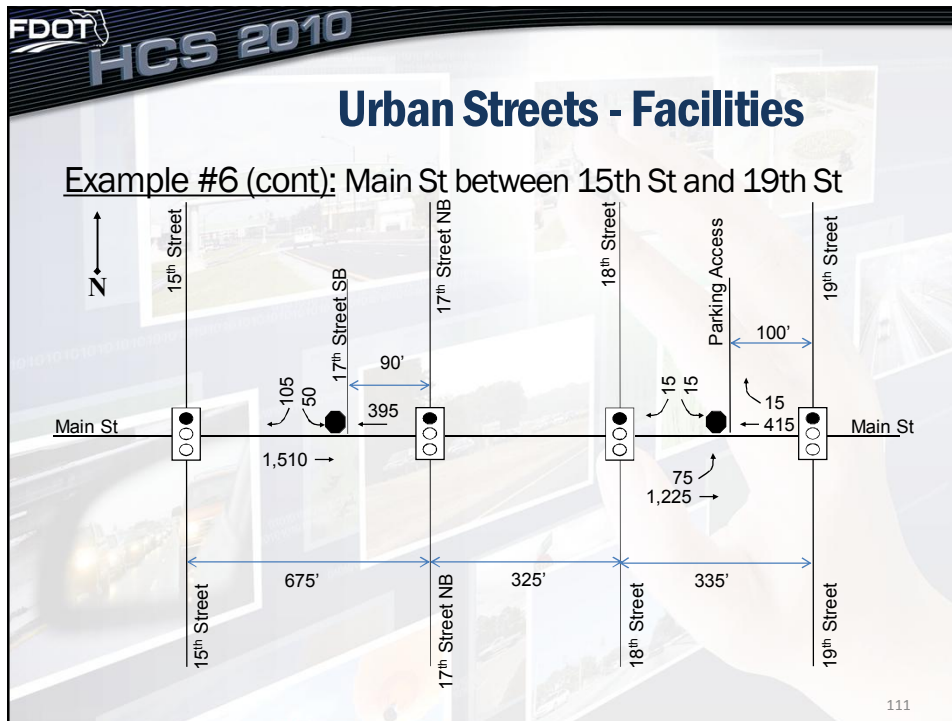 FDOT
HCS 2010
Urban Streets - Facilities
Example #6 (cont): Main St between 15th St and 19th St
N
15th Street
17th Street SB
17th Street NB
18th Street
Parking Access
19th Street
90'
100'
105
50
395
15
15
15
415
Main St
Main St
1,510
75
1,225
675'
325'
335'
15th Street
17th Street NB
18th Street
19th Street
111